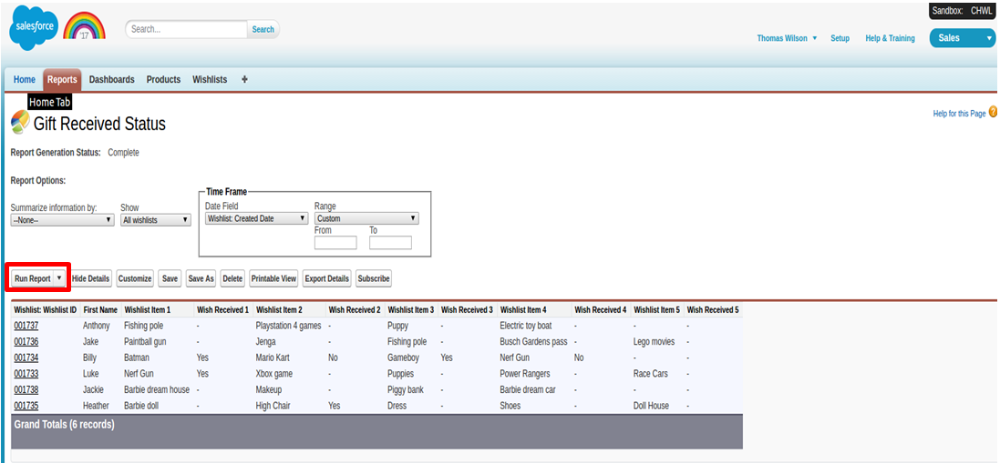 Sandbox: CHWL
salesforce
'17
Search...
Search
Thomas Wilson
Setup
Help & Training
Sales
Home
Reports
Dashboards
Products
Wishlists
+
Home Tab
Gift Received Status
Help for this Page ?
Report Generation Status: Complete
Report Options:
Summarize information by:
--None--
Show
All wishlists
Time Frame
Date Field
Wishlist: Created Date
Range
Custom
From
To
Run Report
Hide Details
Customize
Save
Save As
Delete
Printable View
Export Details
Subscribe
Wishlist: Wishlist ID First Name Wishlist Item 1 Wish Received 1 Wishlist Item 2 Wish Received 2 Wishlist Item 3 Wish Received 3 Wishlist Item 4 Wish Received 4 Wishlist Item 5 Wish Received 5
001737 Anthony Fishing pole - Playstation 4 games - Puppy - Electric toy boat - - -
001736 Jake Paintball gun - Jenga - Fishing pole - Busch Gardens pass - Lego movies -
001734 Billy Batman Yes Mario Kart No Gameboy Yes Nerf Gun No - -
001733 Luke Nerf Gun Yes Xbox game - Puppies - Power Rangers - Race Cars -
001738 Jackie Barbie dream house - Makeup - Piggy bank - Barbie dream car - - -
001735 Heather Barbie doll - High Chair Yes Dress - Shoes - Doll House -
Grand Totals (6 records)